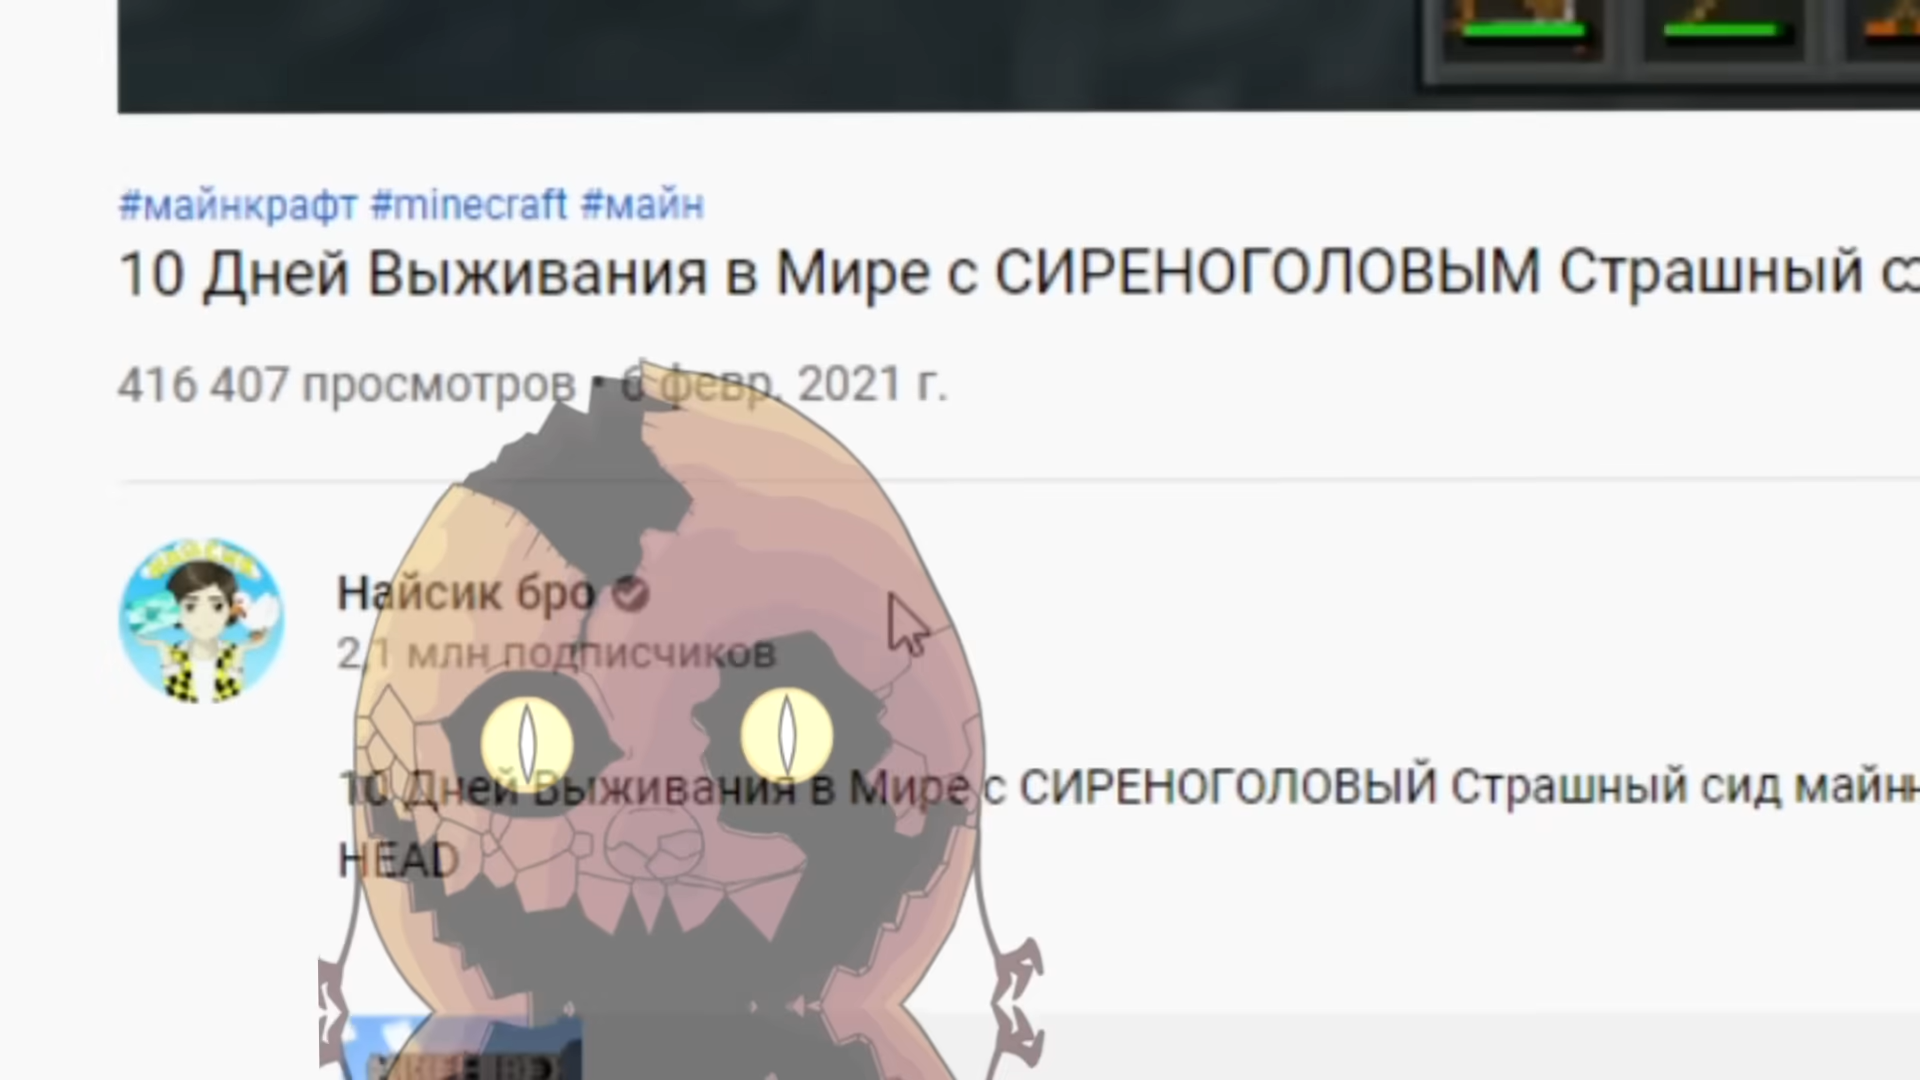 #майнкрафт #minecraft #майн
10 Дней Выживания в Мире с СИРЕНОГОЛОВЫМ Страшный
416 407 просмотров • 6 февр. 2021 г.
Найсик бро
2,1 млн подписчиков
10 Дней Выживания в Мире с СИРЕНОГОЛОВЫЙ Страшный сид майн
HEAD